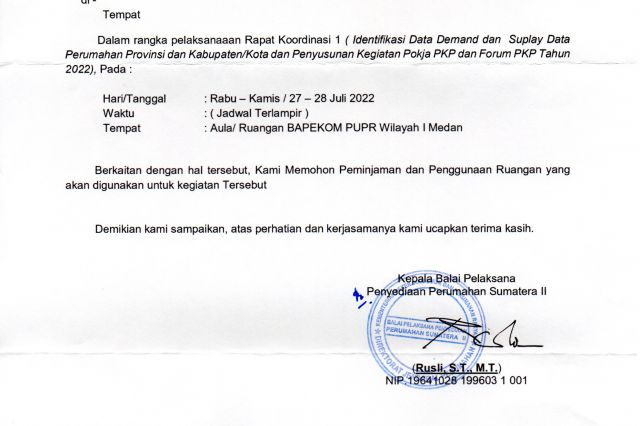 di -
Tempat
Dalam rangka pelaksanaaan Rapat Koordinasi 1 ( Identifikasi Data Demand dan Suplay Data
Perumahan Provinsi dan Kabupaten/Kota dan Penyusunan Kegiatan Pokja PKP dan Forum PKP Tahun
2022), Pada :
Hari/Tanggal : Rabu – Kamis / 27 – 28 Juli 2022
Waktu : ( Jadwal Terlampir )
Tempat : Aula/ Ruangan BAPEKOM PUPR Wilayah I Medan
Berkaitan dengan hal tersebut, Kami Memohon Peminjaman dan Penggunaan Ruangan yang
akan digunakan untuk kegiatan Tersebut
Demikian kami sampaikan, atas perhatian dan kerjasamanya kami ucapkan terima kasih.
Kepala Balai Pelaksana
Penyediaan Perumahan Sumatera II
BALAI PELAKSANA PENYEDIAAN
PERUMAHAN SUMATERA II
DIREKTORAT
(Rusli, S.T., M.T.)
NIP.19641028 199603 1 001